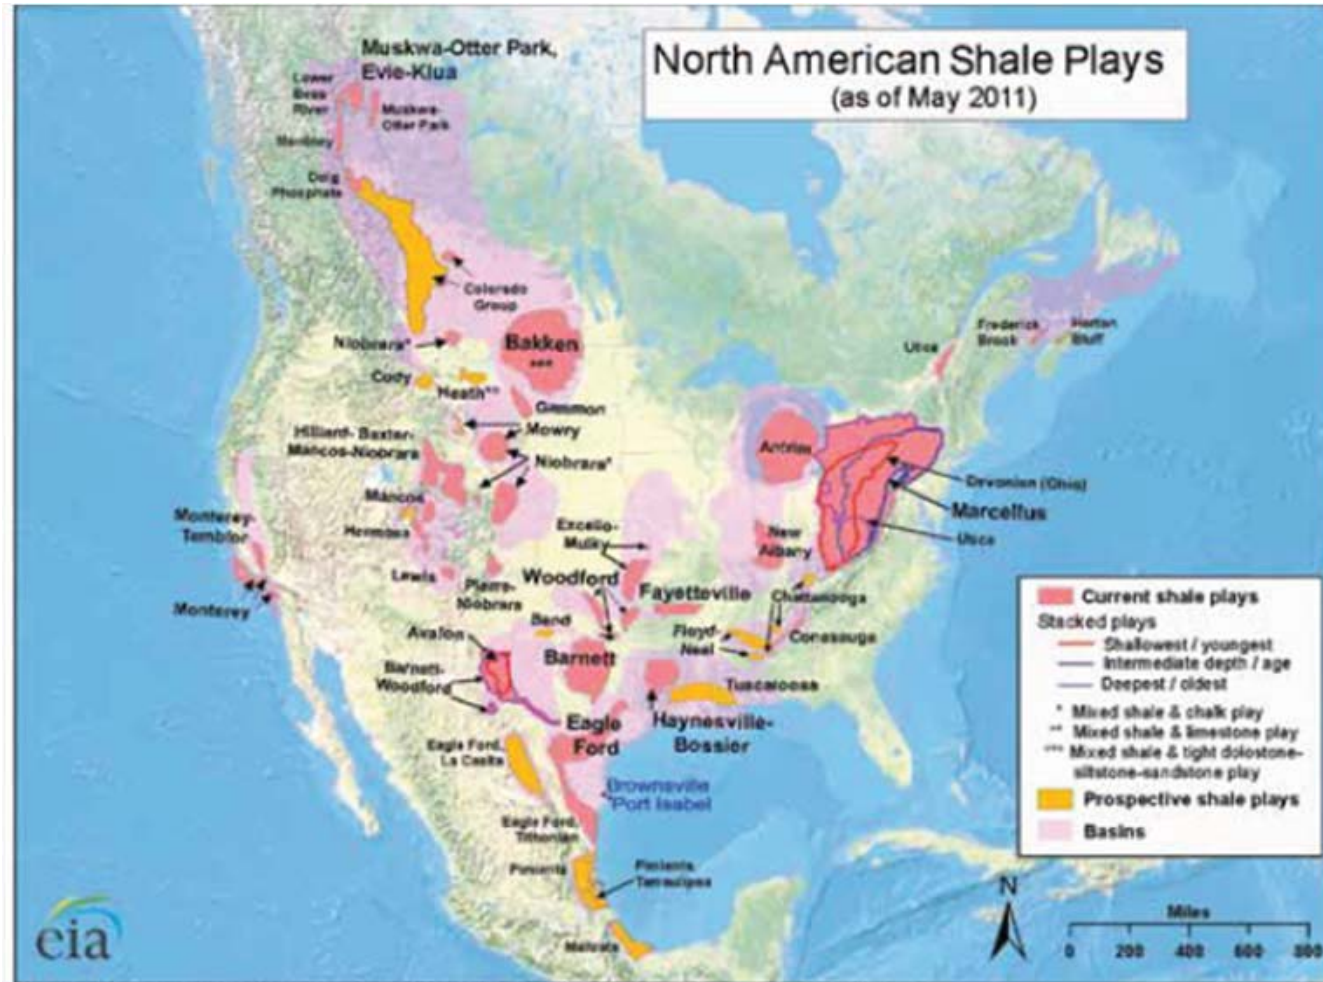 North American Shale Plays
(as of May 2011)
Muskwa-Otter Park,
Evie-Klua
Lower
River
Muskwa-
Otter Park
Doig
Phosphate
Colorado
Group
Niobrara*
Bakken
***
Cody
Heath**
Gammon
Mowry
Hilliard-Baxter-
Mancos-Niobrara
Niobrara*
Mancos
Hermosa
Lewis
Pierre-
Niobrara
Monterey-
Temblor
Monterey
Excello-
Mulky
Woodford
Fayetteville
New
Albany
Antrim
Utica
Frederick
Brook
Horton
Bluff
Devonian (Ohio)
Marcellus
Utica
Chattanooga
Conasauga
Floyd-
Neal
Bend
Avalon
Barnett
Barnett-
Woodford
Tuscaloosa
Eagle
Ford
Haynesville-
Bossier
Eagle Ford,
La Casita
Brownsville
Port Isabel
Eagle Ford,
Tithonian
Pimienta
Pimienta,
Tamaulipas
Maltrata
Current shale plays
Stacked plays
Shallowest / youngest
Intermediate depth / age
Deepest / oldest
* Mixed shale & chalk play
** Mixed shale & limestone play
*** Mixed shale & tight dolostone-
siltstone-sandstone play
Prospective shale plays
Basins
N
Miles
0 200 400 600 800
eia